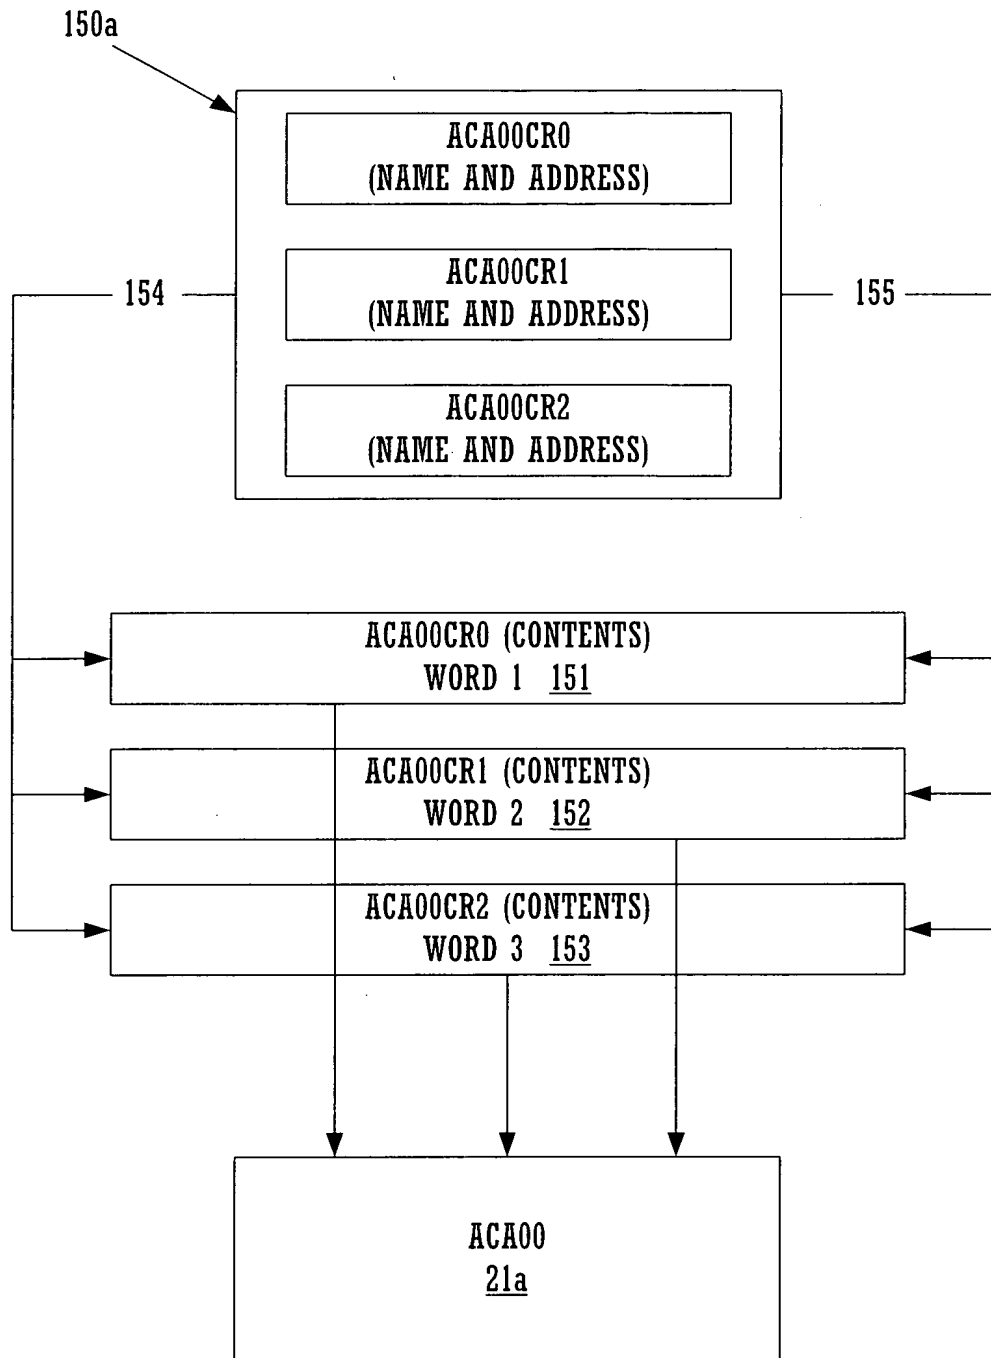 150a
ACA00CR0
(NAME AND ADDRESS)
ACA00CR1
(NAME AND ADDRESS)
154
155
ACA00CR2
(NAME AND ADDRESS)
ACA00CR0 (CONTENTS)
WORD 1 151
ACA00CR1 (CONTENTS)
WORD 2 152
ACA00CR2 (CONTENTS)
WORD 3 153
ACA00
21a